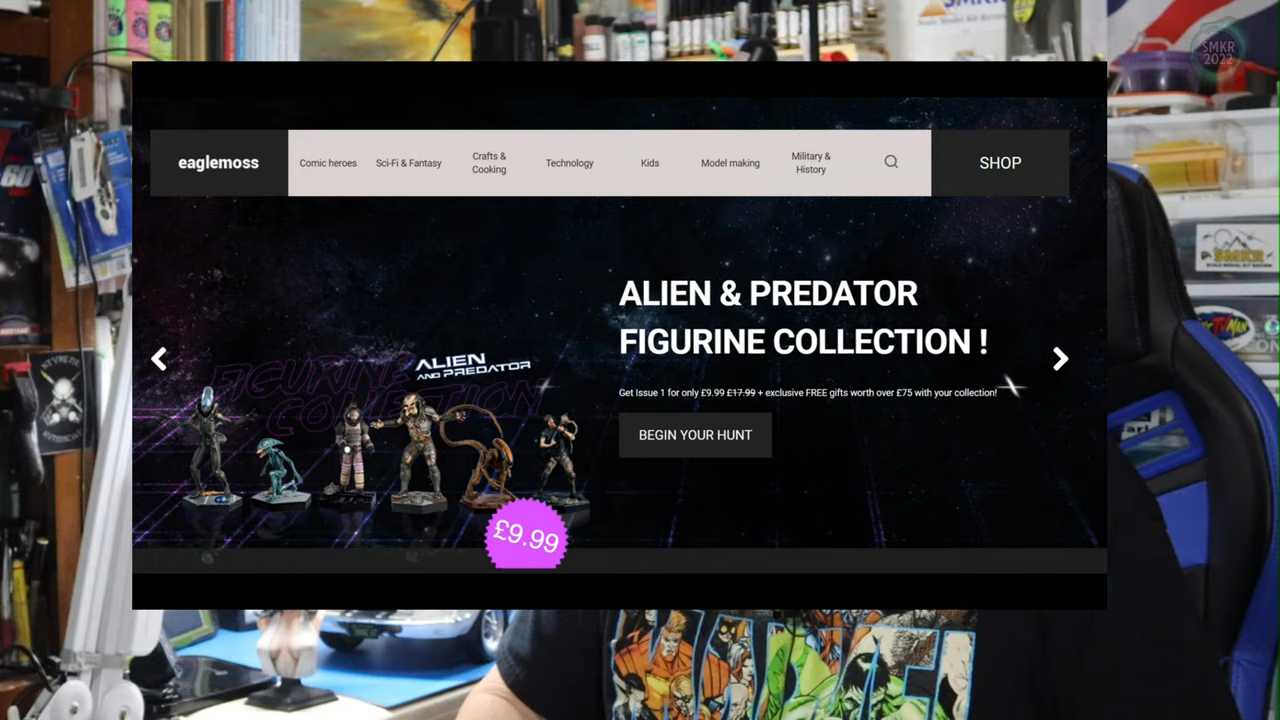 SMKR
2022
eaglemoss
Comic heroes
Sci-Fi & Fantasy
Crafts &
Cooking
Technology
Kids
Model making
Military &
History
SHOP
ALIEN & PREDATOR
FIGURINE COLLECTION !
ALIEN
AND PREDATOR
FIGURINE
COLLECTION
Get Issue 1 for only £9.99 £17.99 + exclusive FREE gifts worth over £75 with your collection!
BEGIN YOUR HUNT
£9.99
60
SMKR